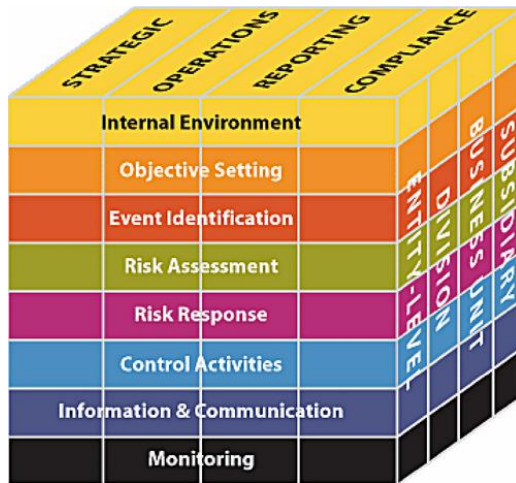 STRATEGIC
OPERATIONS
REPORTING
COMPLIANCE
Internal Environment
Objective Setting
Event Identification
Risk Assessment
Risk Response
Control Activities
Information & Communication
Monitoring
ENTITY-LEVEL
DIVISION
BUSINESS UNIT
SUBSIDIARY